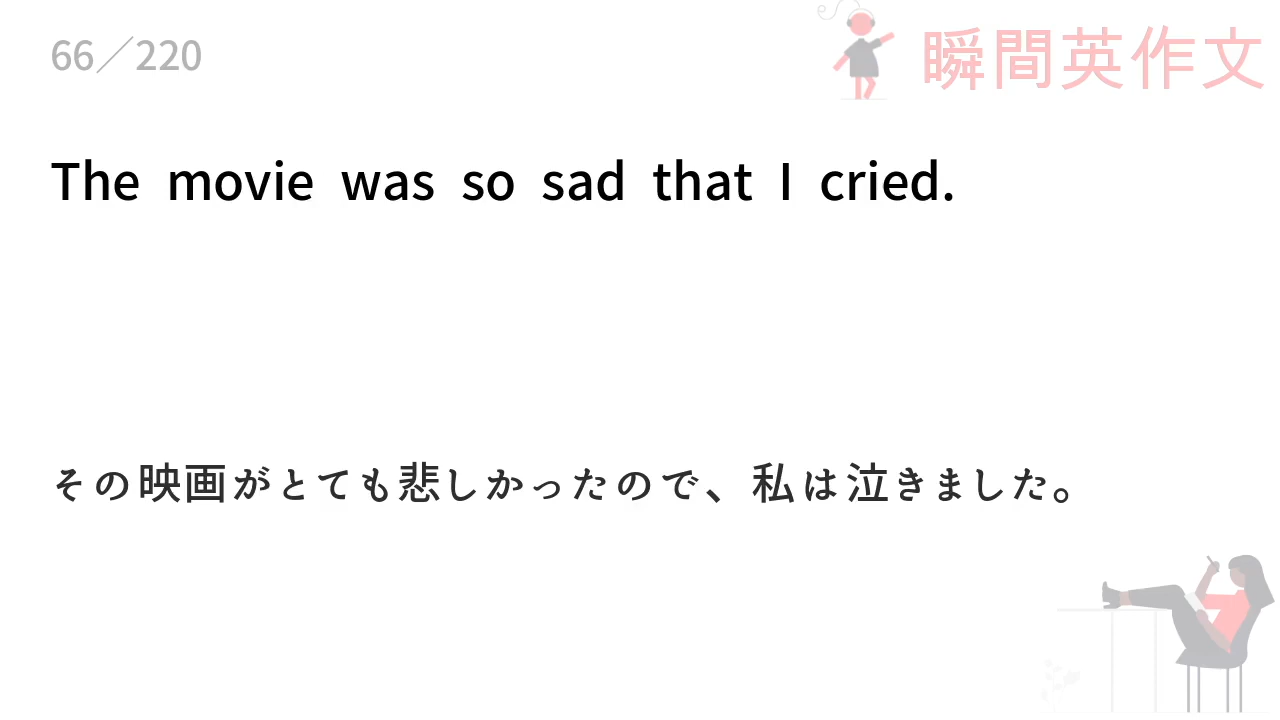 66／220
瞬間英作文
The movie was so sad that I cried.
その映画がとても悲しかったので、私は泣きました。